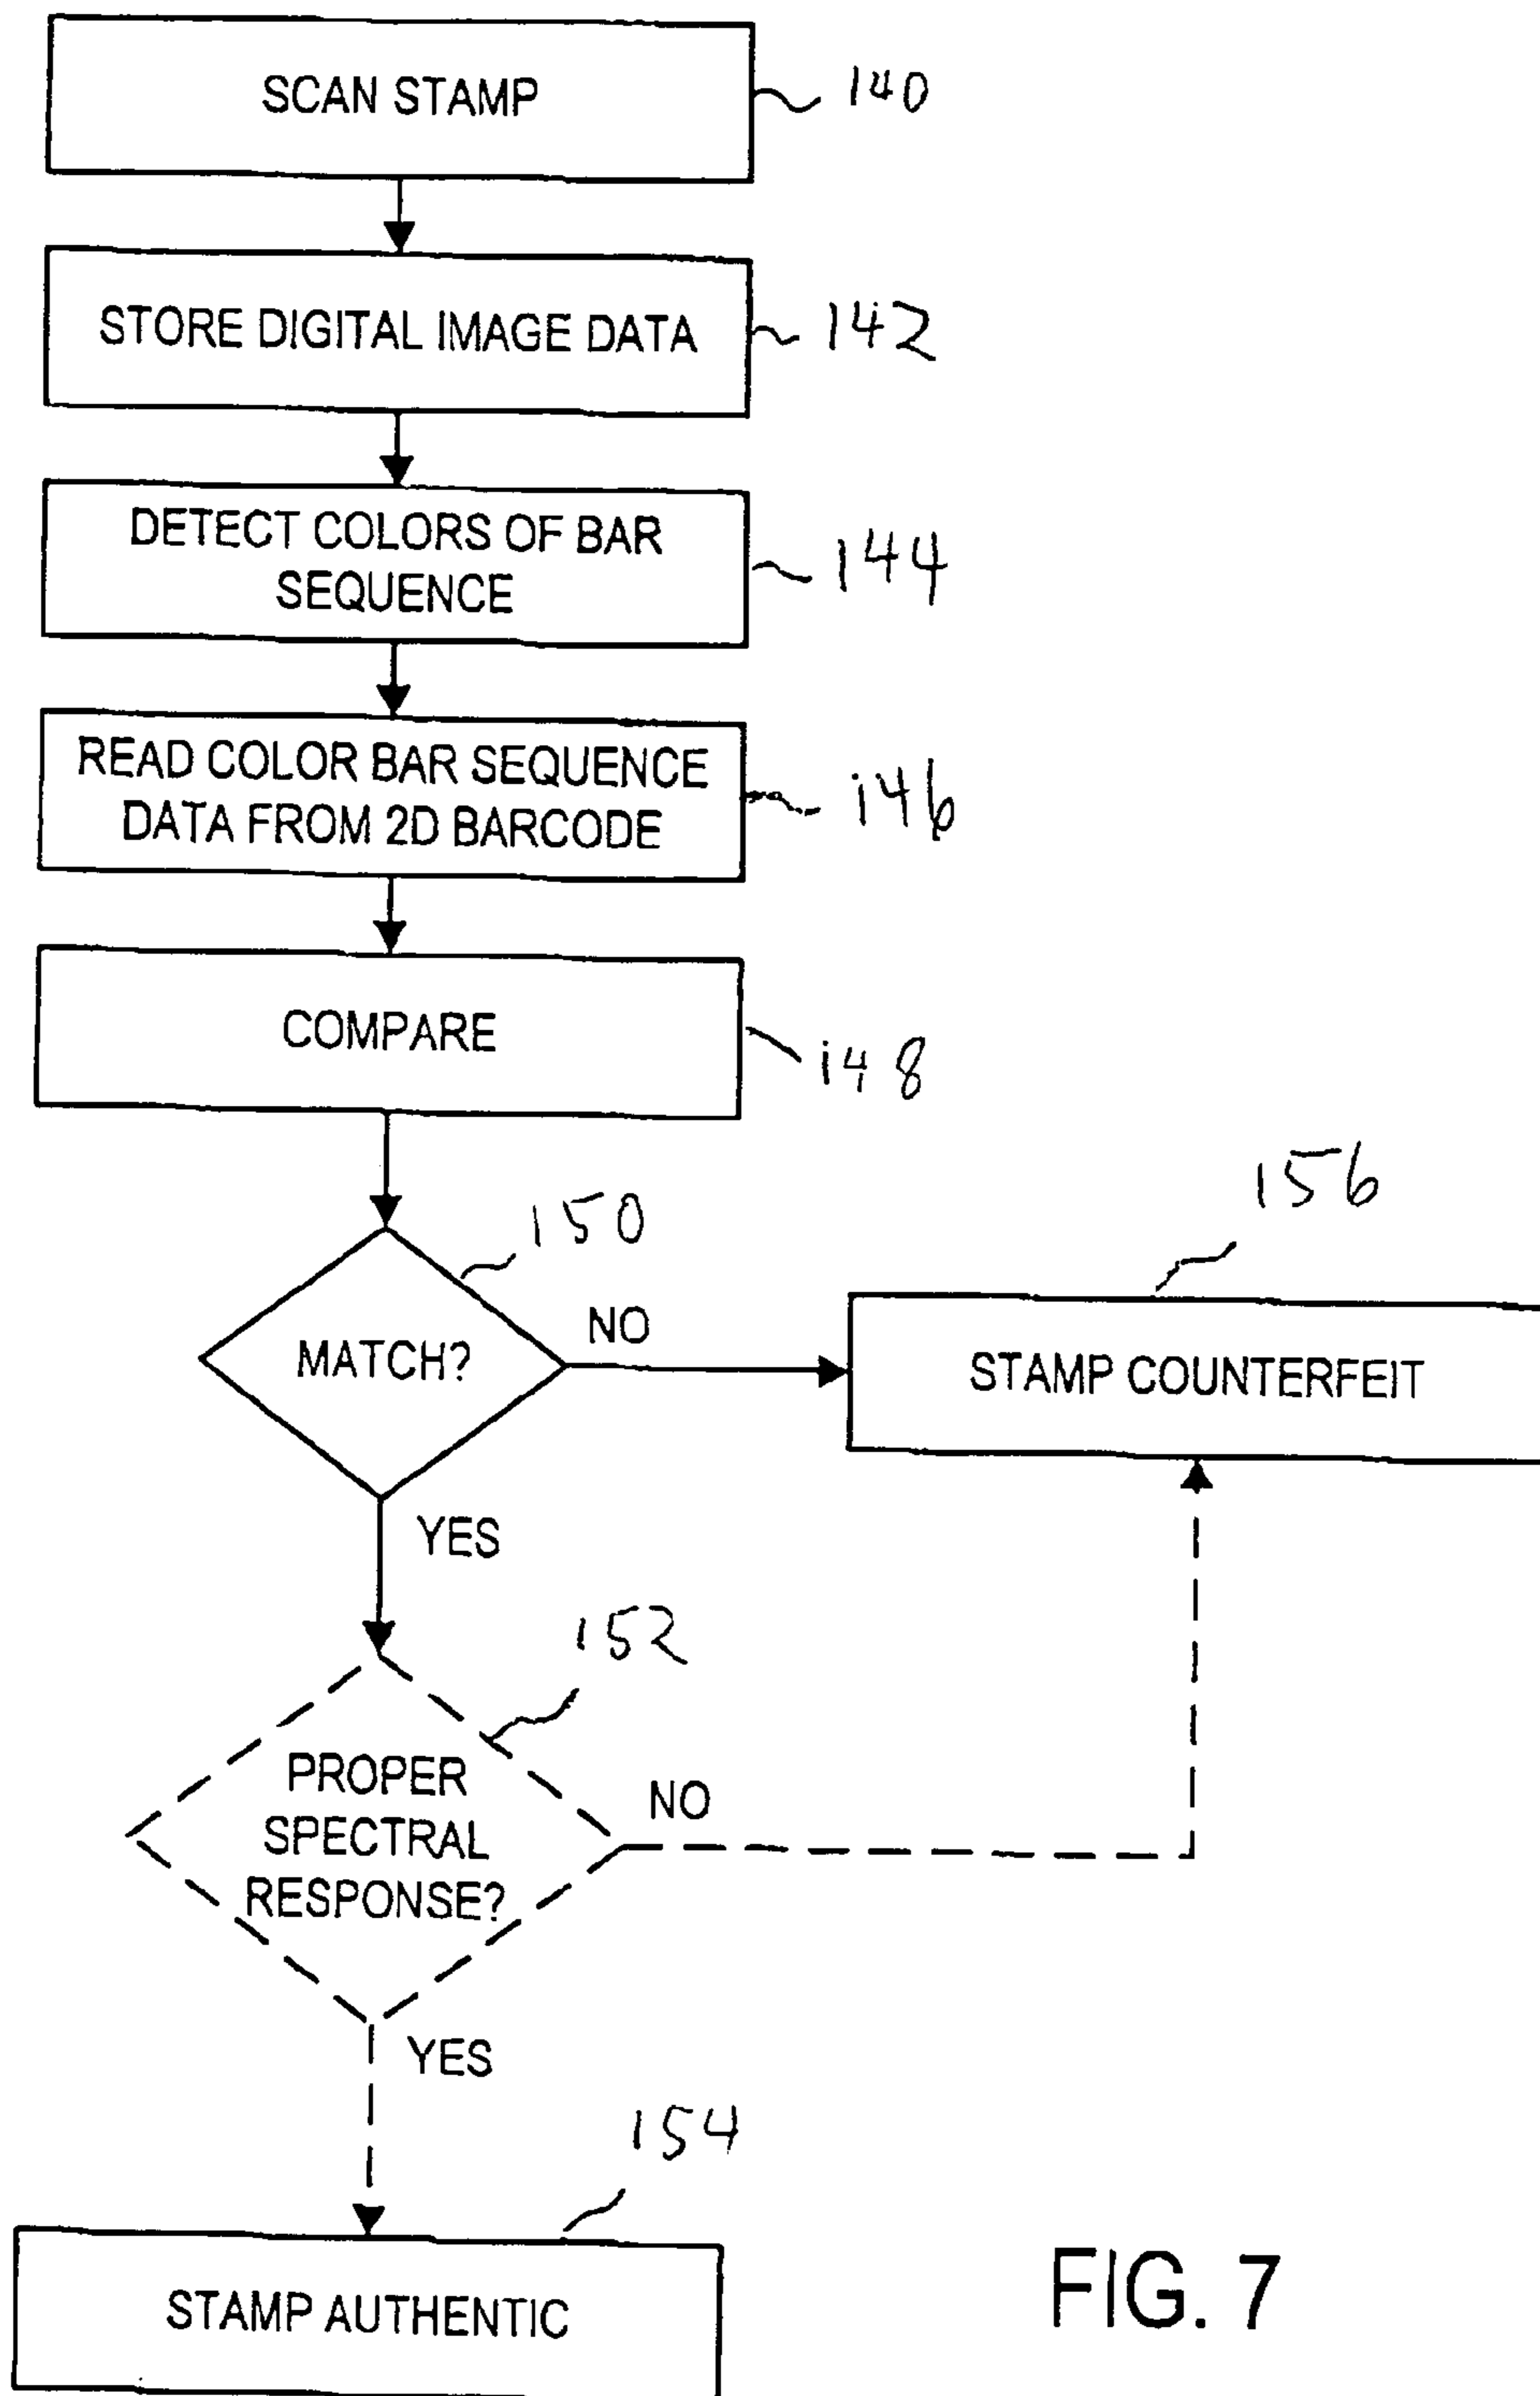 SCAN STAMP
140
STORE DIGITAL IMAGE DATA
142
DETECT COLORS OF BAR
SEQUENCE
144
READ COLOR BAR SEQUENCE
DATA FROM 2D BARCODE
146
COMPARE
148
150
MATCH?
NO
156
STAMP COUNTERFEIT
YES
152
PROPER
SPECTRAL
RESPONSE?
NO
YES
154
STAMP AUTHENTIC
FIG. 7